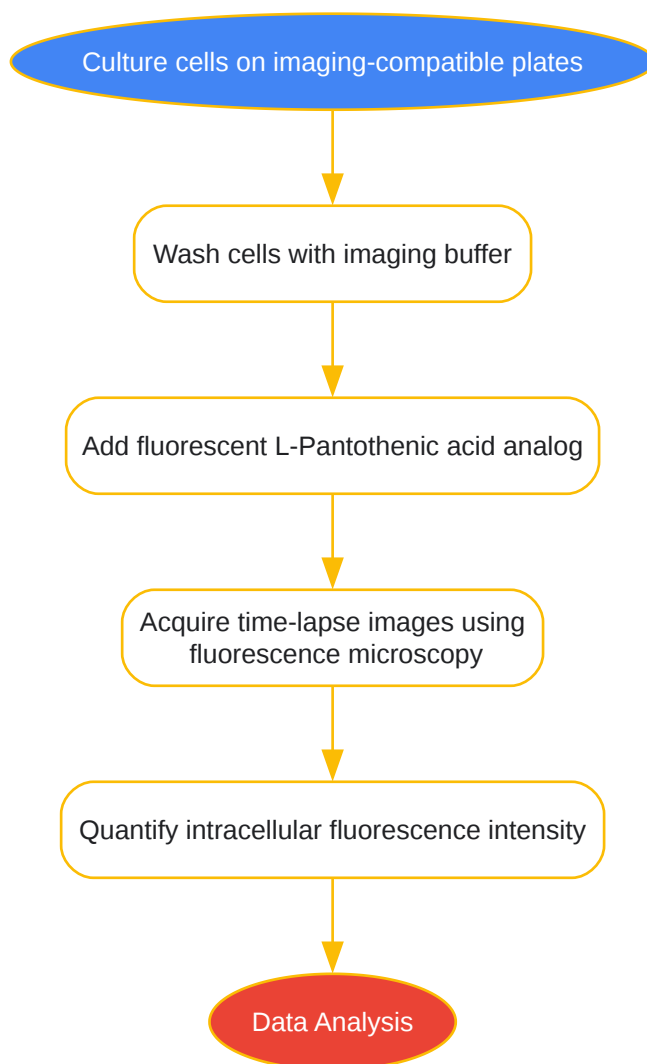 Culture cells on imaging-compatible plates
Wash cells with imaging buffer
Add fluorescent L-Pantothenic acid analog
Acquire time-lapse images using
fluorescence microscopy
Quantify intracellular fluorescence intensity
Data Analysis